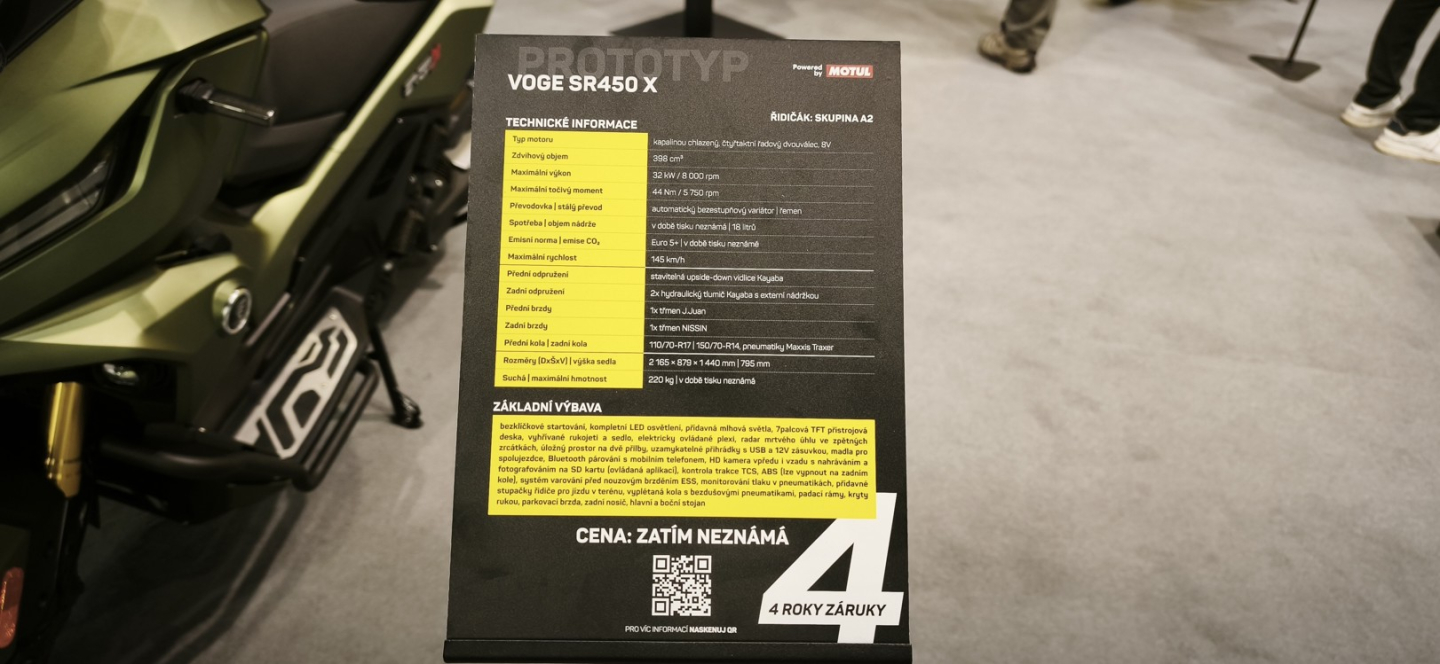 PROTOTYP
VOGE SR450 X
Powered by MOTUL
ŘIDIČÁK: SKUPINA A2
TECHNICKÉ INFORMACE
Typ motoru kapalinou chlazený, čtyřtaktní řadový dvouválec, 8V
Zdvihový objem 398 cm³
Maximální výkon 32 kW / 8 000 rpm
Maximální točivý moment 44 Nm / 5 750 rpm
Převodovka | stálý převod automatický bezestupňový variátor | řemen
Spotřeba | objem nádrže v době tisku neznámá | 18 litrů
Emisní norma | emise CO₂ Euro 5+ | v době tisku neznámé
Maximální rychlost 145 km/h
Přední odpružení stavitelná upside-down vidlice Kayaba
Zadní odpružení 2x hydraulický tlumič Kayaba s externí nádržkou
Přední brzdy 1x třmen J.Juan
Zadní brzdy 1x třmen NISSIN
Přední kola | zadní kola 110/70-R17 | 150/70-R14, pneumatiky Maxxis Traxer
Rozměry (DxŠxV) | výška sedla 2 165 × 879 × 1 440 mm | 795 mm
Suchá | maximální hmotnost 220 kg | v době tisku neznámá
ZÁKLADNÍ VÝBAVA
bezklíčkové startování, kompletní LED osvětlení, přídavná mlhová světla, 7palcová TFT přístrojová
deska, vyhřívané rukojeti a sedlo, elektricky ovládané plexi, radar mrtvého úhlu ve zpětných
zrcátkách, úložný prostor na dvě přilby, uzamykatelné přihrádky s USB a 12V zásuvkou, madla pro
spolujezdce, Bluetooth párování s mobilním telefonem, HD kamera vpředu i vzadu s nahráváním a
fotografováním na SD kartu (ovládaná aplikací), kontrola trakce TCS, ABS (lze vypnout na zadním
kole), systém varování před nouzovým brzděním ESS, monitorování tlaku v pneumatikách, přídavné
stupačky řidiče pro jízdu v terénu, vyplétaná kola s bezdušovými pneumatikami, padací rámy, kryty
rukou, parkovací brzda, zadní nosič, hlavní a boční stojan
CENA: ZATÍM NEZNÁMÁ
4
4 ROKY ZÁRUKY
PRO VÍC INFORMACÍ NASKENUJ QR